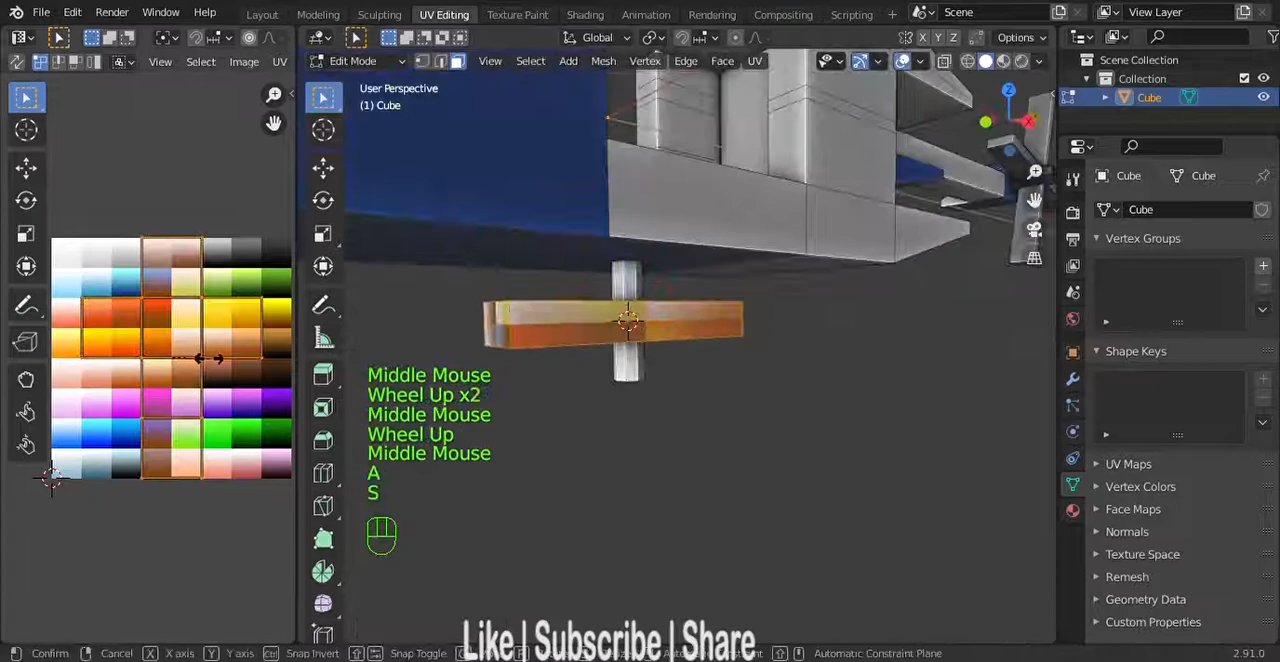 File Edit Render Window Help Layout Modeling Sculpting UV Editing Texture Paint Shading Animation Rendering Compositing Scripting + Scene View Layer
View Select Image UV
Global Options
X Y Z
Edit Mode View Select Add Mesh Vertex Edge Face UV
Scene Collection
Collection
Cube
User Perspective
(1) Cube
Z
X
Cube Cube
Cube
Vertex Groups
Shape Keys
Middle Mouse
Wheel Up x2
Middle Mouse
Wheel Up
Middle Mouse
A
S
UV Maps
Vertex Colors
Face Maps
Normals
Texture Space
Remesh
Geometry Data
Custom Properties
Like | Subscribe | Share
Confirm Cancel X X axis Y Y axis Ctrl Snap Invert Snap Toggle Automatic Constraint Plane 2.91.0